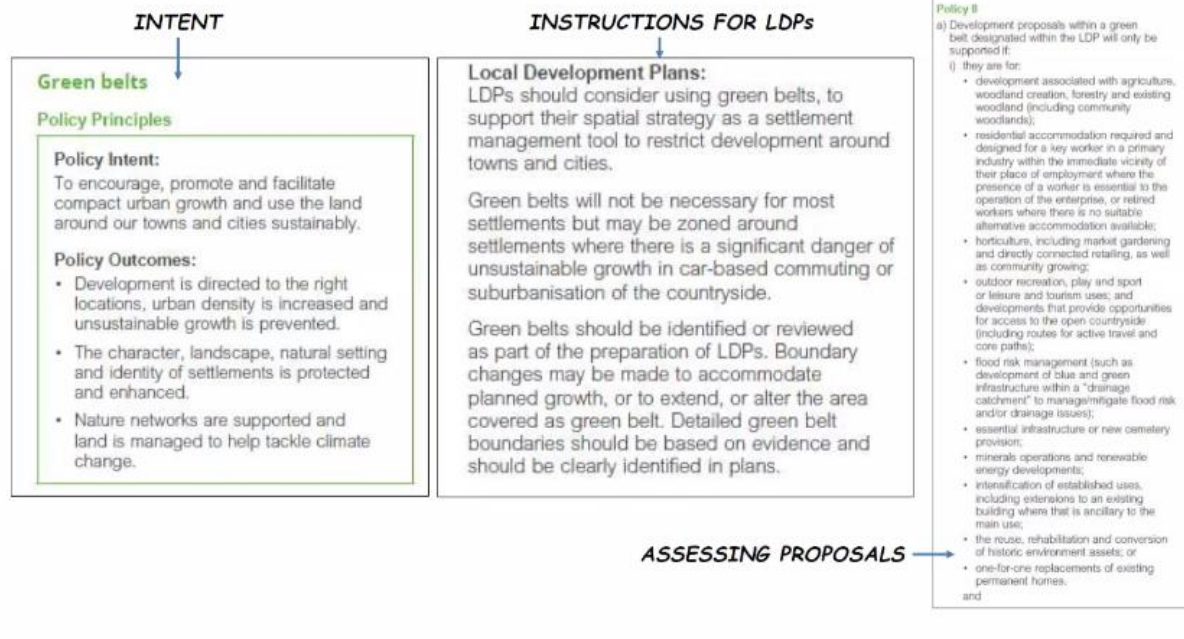 INTENT
Green belts
Policy Principles
Policy Intent:
To encourage, promote and facilitate
compact urban growth and use the land
around our towns and cities sustainably.
Policy Outcomes:
• Development is directed to the right
locations, urban density is increased and
unsustainable growth is prevented.
• The character, landscape, natural setting
and identity of settlements is protected
and enhanced.
• Nature networks are supported and
land is managed to help tackle climate
change.
INSTRUCTIONS FOR LDPs
Local Development Plans:
LDPs should consider using green belts, to
support their spatial strategy as a settlement
management tool to restrict development around
towns and cities.
Green belts will not be necessary for most
settlements but may be zoned around
settlements where there is a significant danger of
unsustainable growth in car-based commuting or
suburbanisation of the countryside.
Green belts should be identified or reviewed
as part of the preparation of LDPs. Boundary
changes may be made to accommodate
planned growth, or to extend, or alter the area
covered as green belt. Detailed green belt
boundaries should be based on evidence and
should be clearly identified in plans.
ASSESSING PROPOSALS
Policy 8
a) Development proposals within a green
belt designated within the LDP will only be
supported if:
i) they are for:
• development associated with agriculture,
woodland creation, forestry and existing
woodland (including community
woodlands);
• residential accommodation required and
designed for a key worker in a primary
industry within the immediate vicinity of
their place of employment where the
presence of a worker is essential to the
operation of the enterprise, or retired
workers where there is no suitable
alternative accommodation available;
• horticulture, including market gardening
and directly connected retailing, as well
as community growing;
• outdoor recreation, play and sport
or leisure and tourism uses; and
developments that provide opportunities
for access to the open countryside
(including routes for active travel and
core paths);
• flood risk management (such as
development of blue and green
infrastructure within a "drainage
catchment" to manage/mitigate flood risk
and/or drainage issues);
• essential infrastructure or new cemetery
provision;
• minerals operations and renewable
energy developments;
• intensification of established uses,
including extensions to an existing
building where that is ancillary to the
main use;
• the reuse, rehabilitation and conversion
of historic environment assets; or
• one-for-one replacements of existing
permanent homes.
and